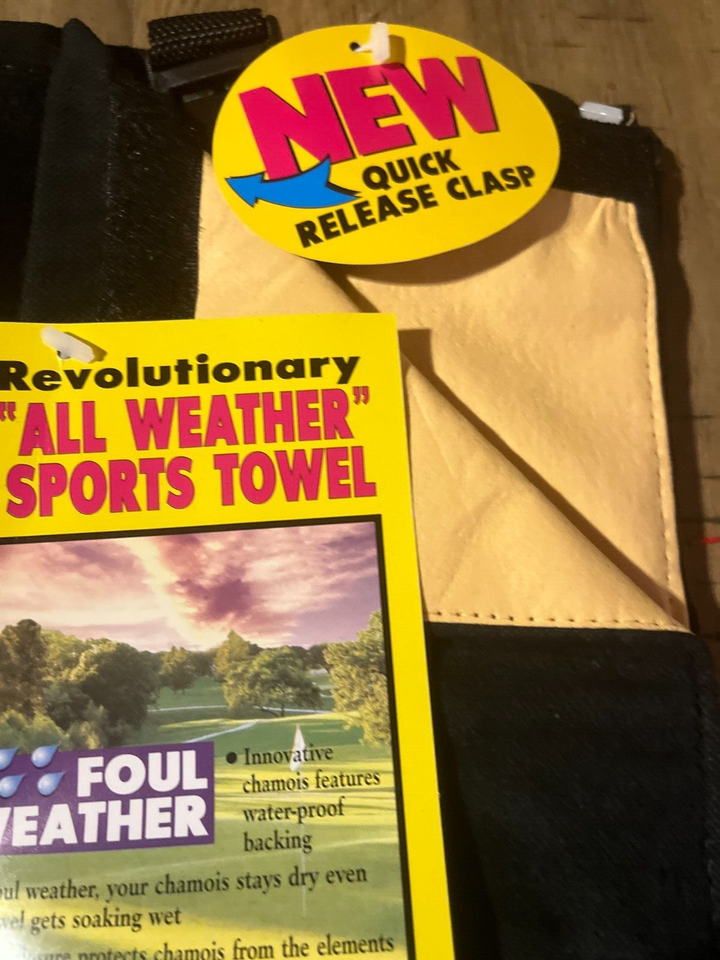 NEW
QUICK
RELEASE CLASP
Revolutionary
"ALL WEATHER"
SPORTS TOWEL
FOUL
WEATHER
• Innovative
chamois features
water-proof
backing
weather, your chamois stays dry even
gets soaking wet
protects chamois from the elements